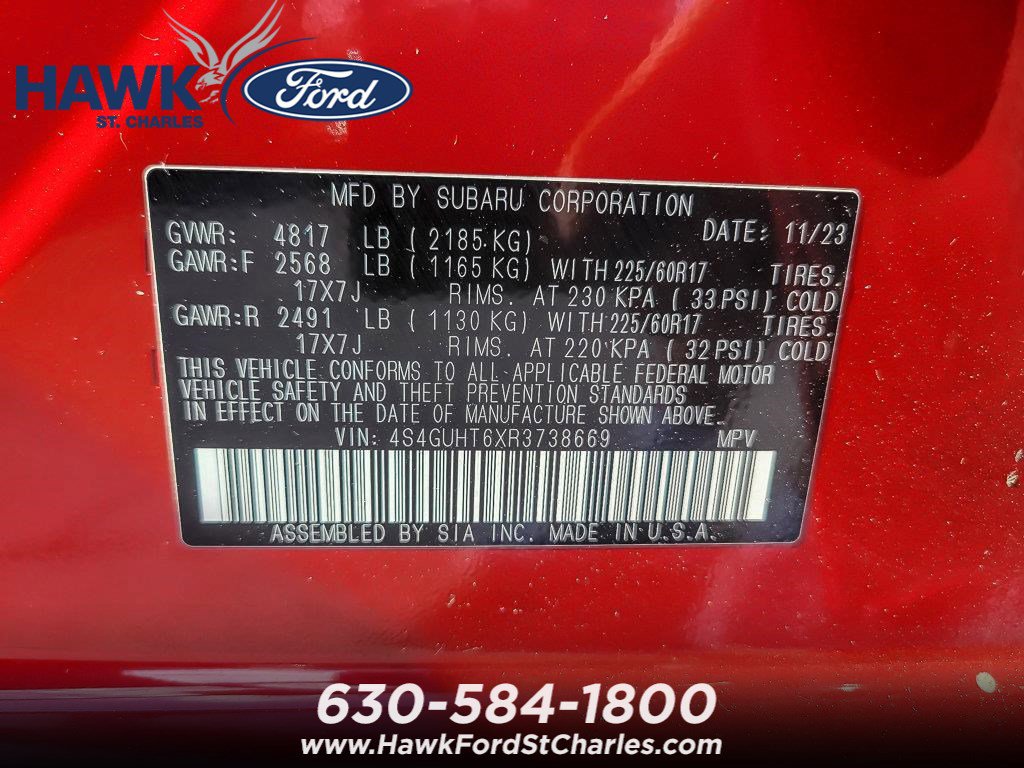 HAWK
ST. CHARLES
Ford
MFD BY SUBARU CORPORATION
GVWR: 4817 LB ( 2185 KG) DATE: 11/23
GAWR:F 2568 LB ( 1165 KG) WITH 225/60R17 TIRES.
17X7J RIMS. AT 230 KPA ( 33 PSI) COLD
GAWR:R 2491 LB ( 1130 KG) WITH 225/60R17 TIRES.
17X7J RIMS. AT 220 KPA ( 32 PSI) COLD
THIS VEHICLE CONFORMS TO ALL APPLICABLE FEDERAL MOTOR
VEHICLE SAFETY AND THEFT PREVENTION STANDARDS
IN EFFECT ON THE DATE OF MANUFACTURE SHOWN ABOVE.
VIN: 4S4GUHT6XR3738669 MPV
ASSEMBLED BY SIA INC. MADE IN U.S.A.
630-584-1800
www.HawkFordStCharles.com